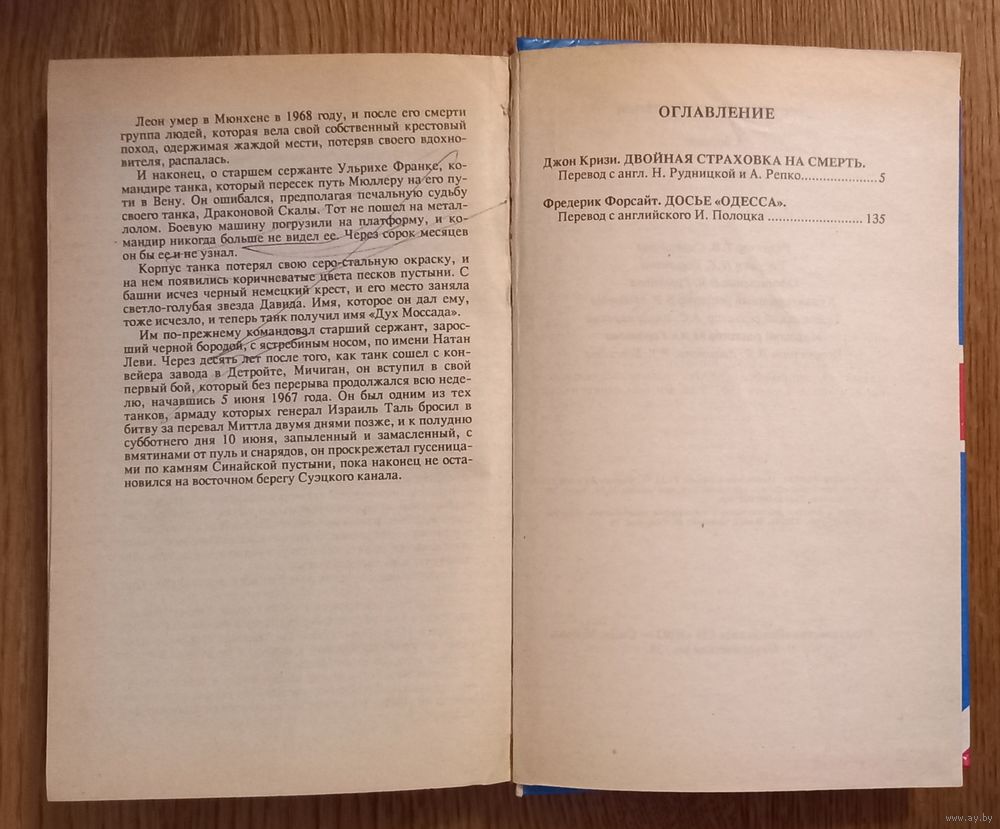 Леон умер в Мюнхене в 1968 году, и после его смерти
группа людей, которая вела свой собственный крестовый
поход, одержимая жаждой мести, потеряв своего вдохно-
вителя, распалась.
И наконец, о старшем сержанте Ульрихе Франке, ко-
мандире танка, который пересек путь Мюллеру на его пу-
ти в Вену. Он ошибался, предполагая печальную судьбу
своего танка, Драконовой Скалы. Тот не пошел на метал-
лолом. Боевую машину погрузили на платформу, и ко-
мандир никогда больше не видел ее. Через сорок месяцев
он бы ее и не узнал.
Корпус танка потерял свою серо-стальную окраску, и
на нем появились коричневатые цвета песков пустыни. С
башни исчез черный немецкий крест, и его место заняла
светло-голубая звезда Давида. Имя, которое он дал ему,
тоже исчезло, и теперь танк получил имя «Дух Моссада».
Им по-прежнему командовал старший сержант, зарос-
ший черной бородой, с ястребиным носом, по имени Натан
Леви. Через десять лет после того, как танк сошел с кон-
вейера завода в Детройте, Мичиган, он вступил в свой
первый бой, который без перерыва продолжался всю неде-
лю, начавшись 5 июня 1967 года. Он был одним из тех
танков, армаду которых генерал Израиль Таль бросил в
битву за перевал Миттла двумя днями позже, и к полудню
субботнего дня 10 июня, запыленный и замасленный, с
вмятинами от пуль и снарядов, он проскрежетал гусеница-
ми по камням Синайской пустыни, пока наконец не оста-
новился на восточном берегу Суэцкого канала.
ОГЛАВЛЕНИЕ
Джон Кризи. ДВОЙНАЯ СТРАХОВКА НА СМЕРТЬ.
Перевод с англ. Н. Рудницкой и А. Репко.....................5
Фредерик Форсайт. ДОСЬЕ «ОДЕССА».
Перевод с английского И. Полоцка ......................... 135
www.ay.by